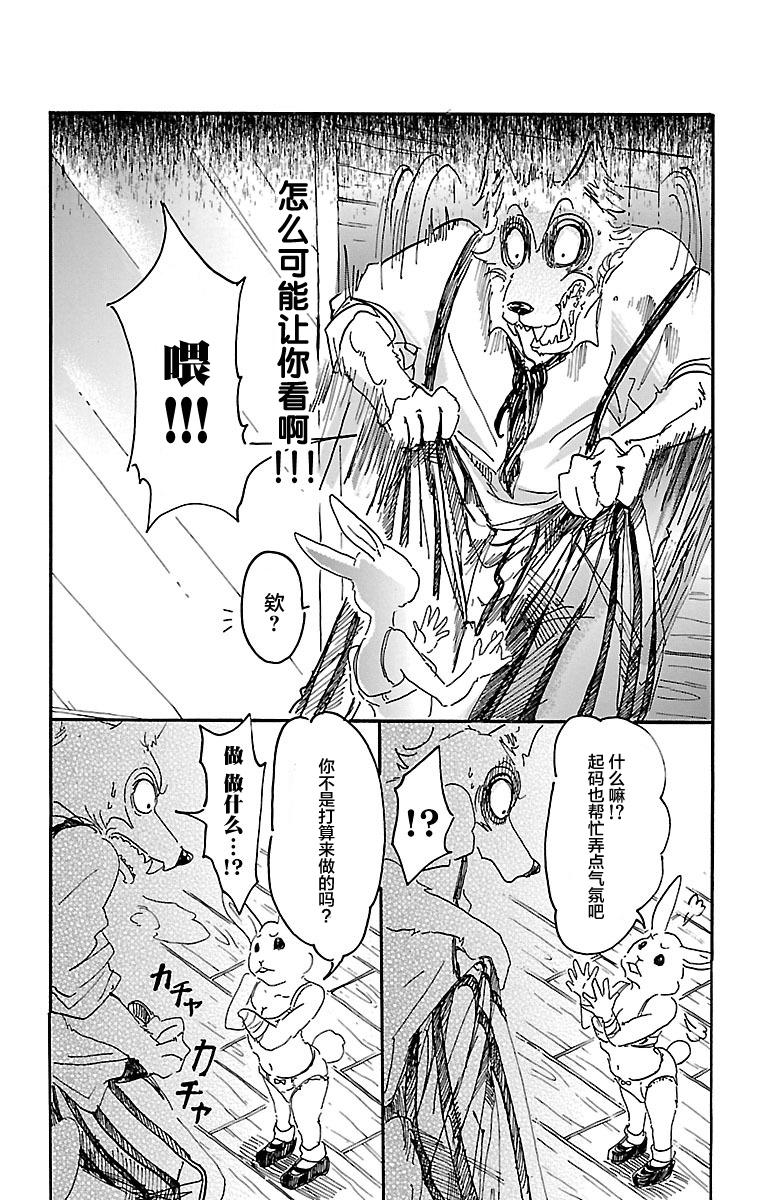 怎么可能让你看啊!!!
喂!!!
欸?
什么嘛!?
起码也帮忙弄点气氛吧
!?
你不是打算
来做的吗?
做 做什么…!?
カチャ
カチャ